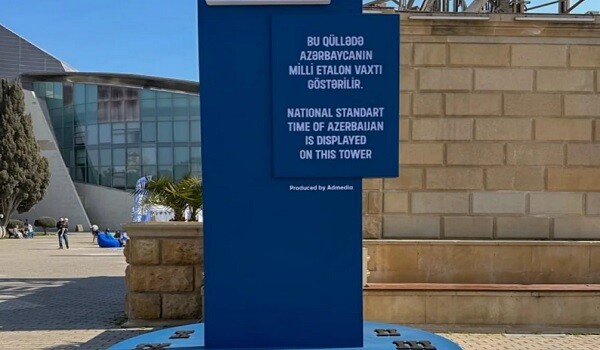 BU QÜLLƏDƏ
AZƏRBAYCANIN
MİLLİ ETALON VAXTI
GÖSTƏRİLİR.
NATIONAL STANDART
TIME OF AZERBAIJAN
IS DISPLAYED
ON THIS TOWER
Produced by Admedia